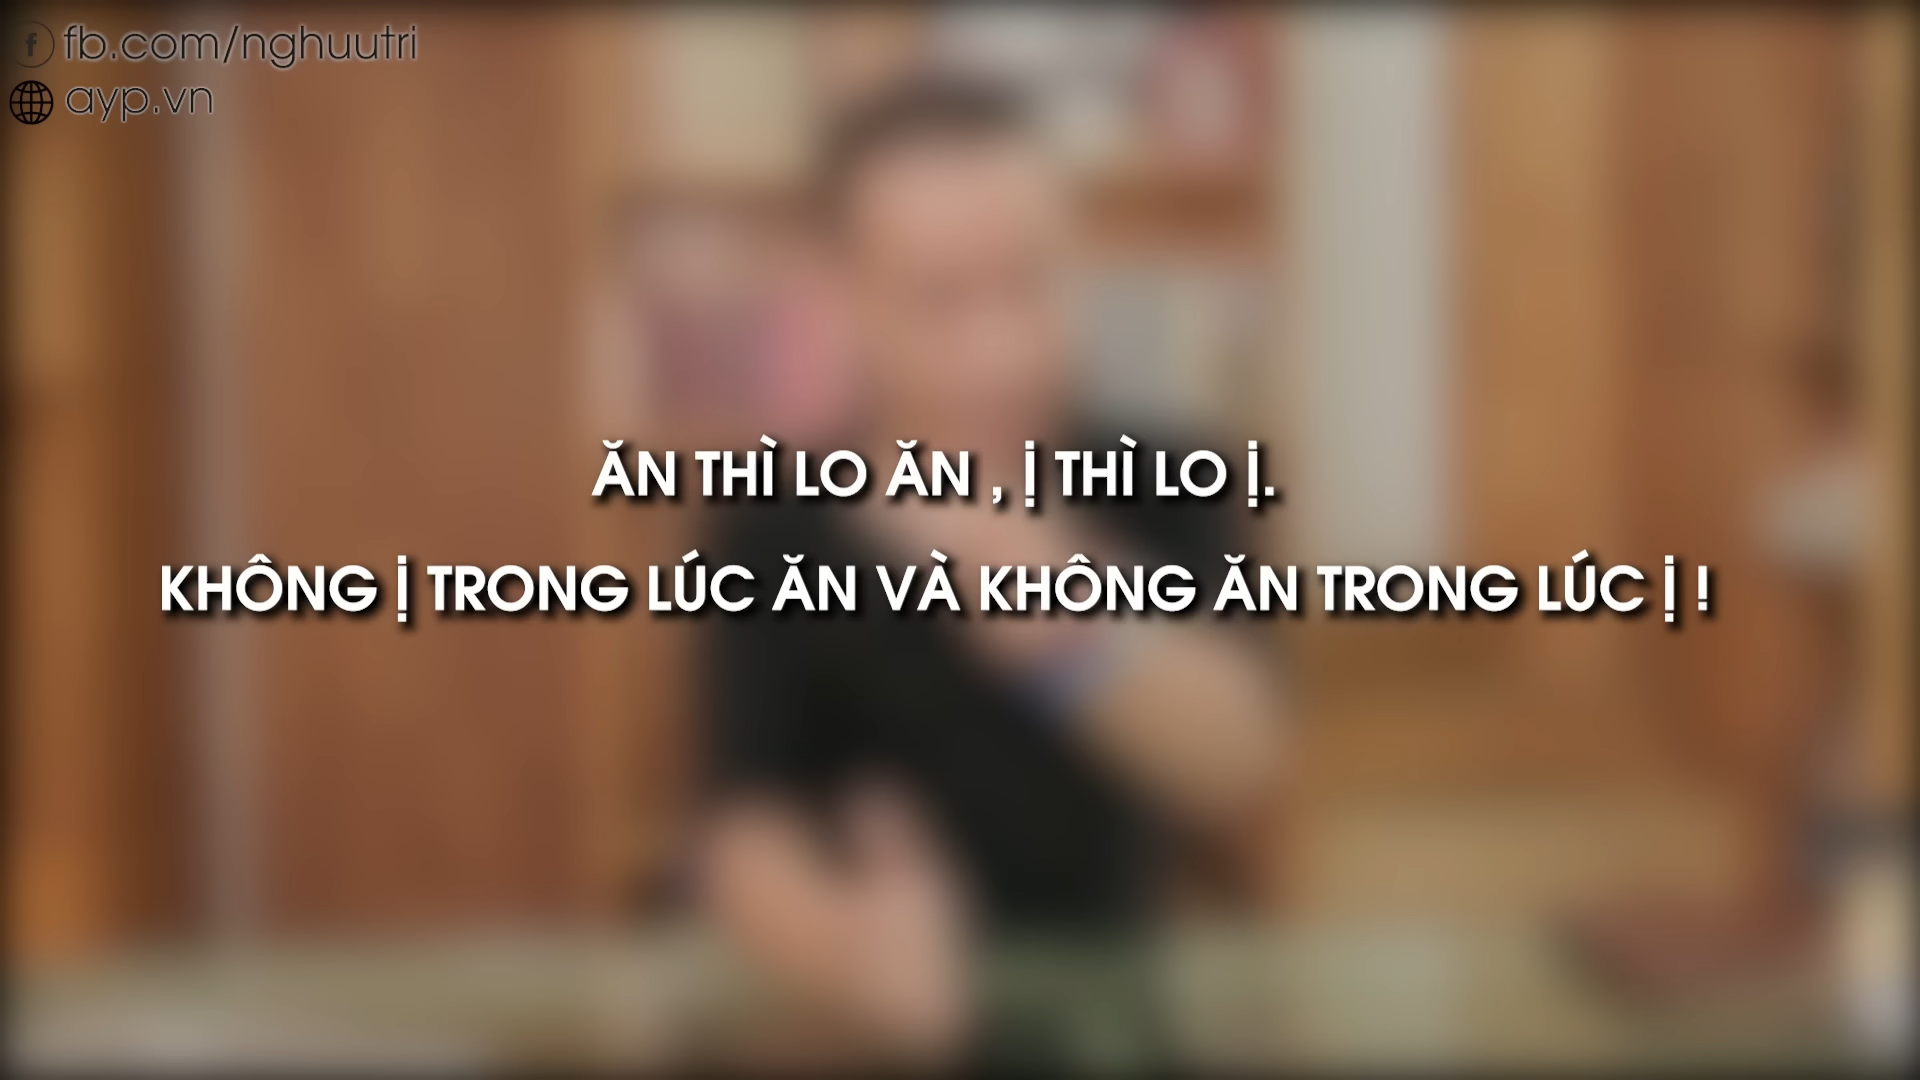 fb.com/nghuutri
ayp.vn
ĂN THÌ LO ĂN , Ị THÌ LO Ị.
KHÔNG Ị TRONG LÚC ĂN VÀ KHÔNG ĂN TRONG LÚC Ị !